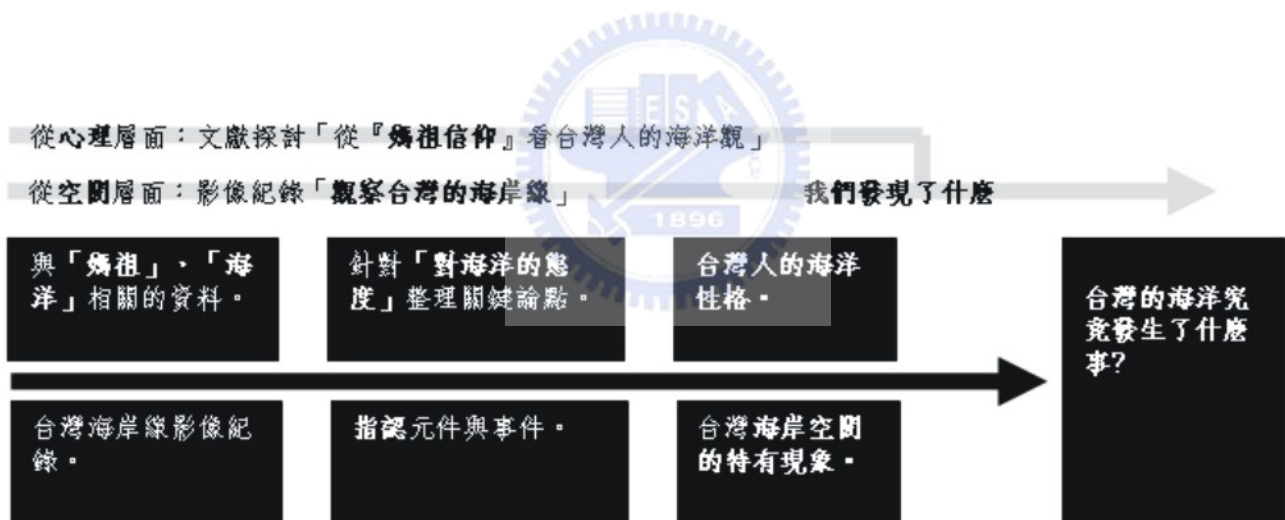 從心理層面：文獻探討「從『媽祖信仰』看台灣人的海洋觀」
從空間層面：影像紀錄「觀察台灣的海岸線」
我們發現了什麼
ESA
1896
與「媽祖」、「海
洋」相關的資料。
針對「對海洋的態
度」整理關鍵論點。
台灣人的海洋
性格。
台灣的海洋究
竟發生了什麼
事?
台灣海岸線影像紀
錄。
指認元件與事件。
台灣海岸空間
的特有現象。